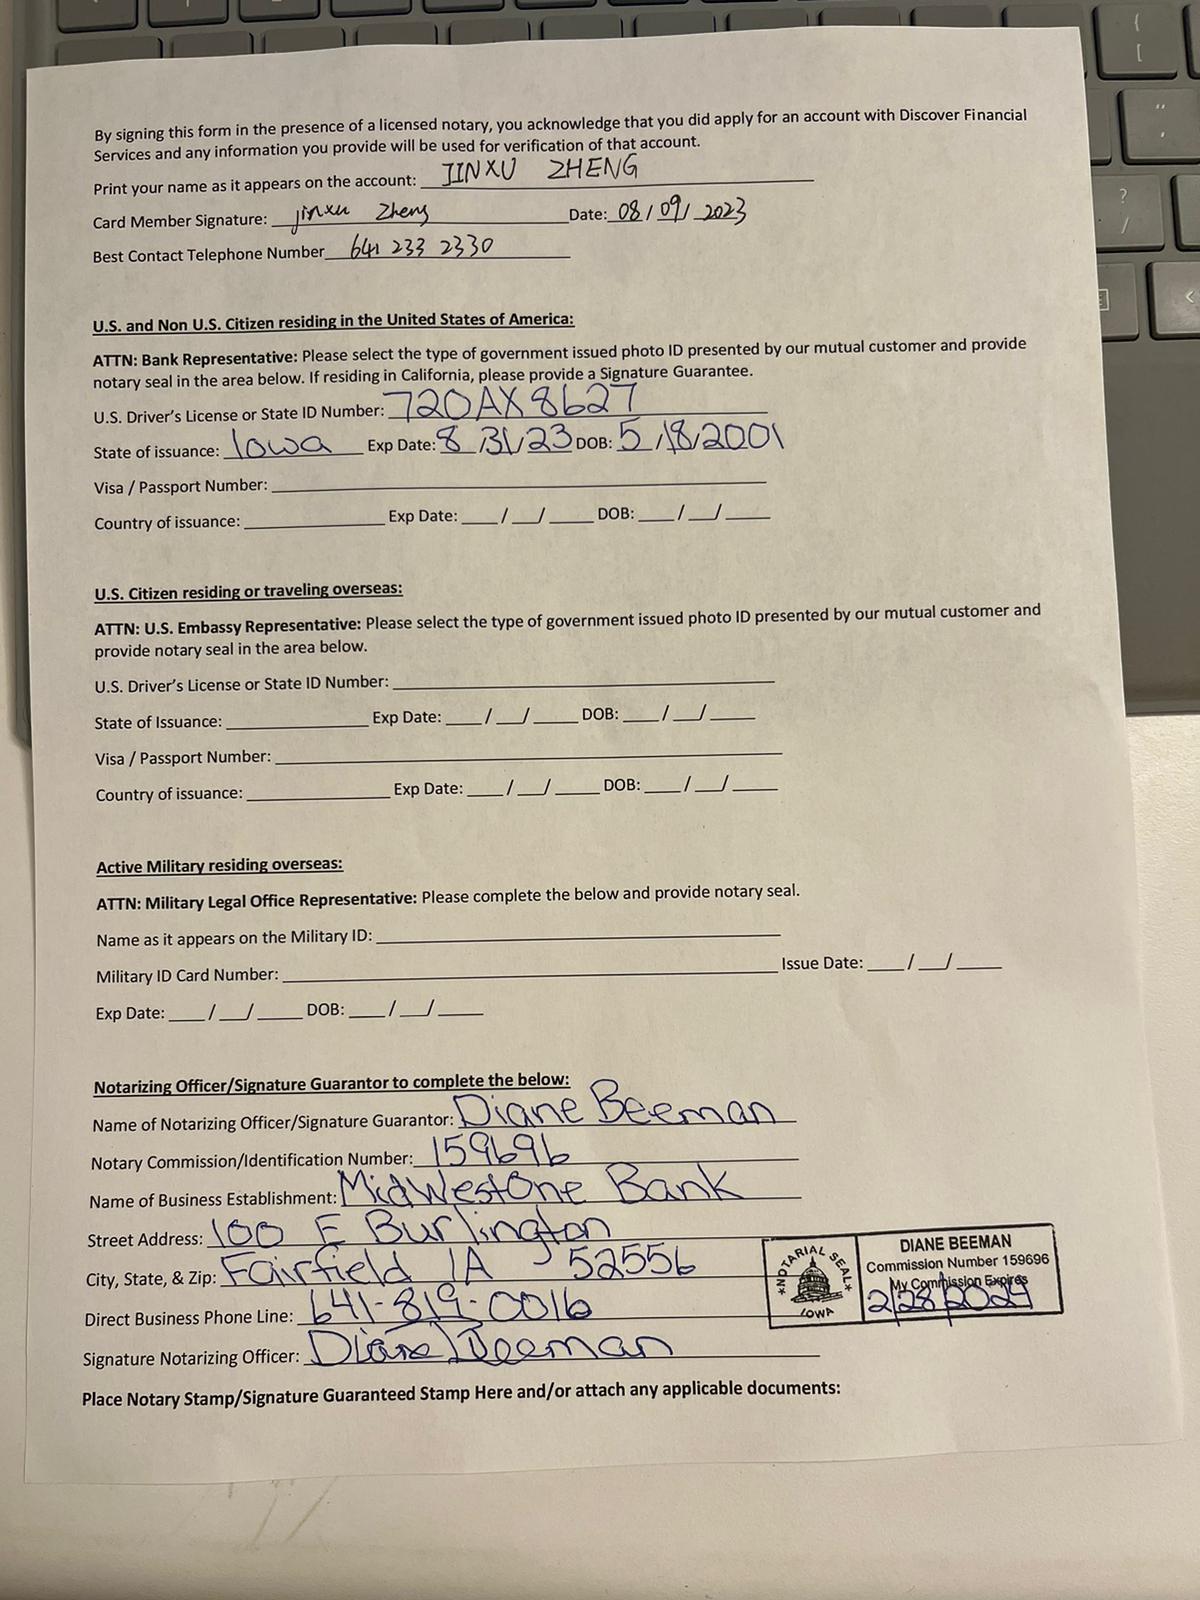 By signing this form in the presence of a licensed notary, you acknowledge that you did apply for an account with Discover Financial
Services and any information you provide will be used for verification of that account.
Print your name as it appears on the account: JINXU ZHENG
Card Member Signature: jinxu Zheng Date: 08/09/2023
Best Contact Telephone Number 641 233 2330
U.S. and Non U.S. Citizen residing in the United States of America:
ATTN: Bank Representative: Please select the type of government issued photo ID presented by our mutual customer and provide
notary seal in the area below. If residing in California, please provide a Signature Guarantee.
U.S. Driver's License or State ID Number: 720AX8627
State of issuance: Iowa Exp Date: 8/31/23 DOB: 5/18/2001
Visa / Passport Number:
Country of issuance: Exp Date: / / DOB: / /
U.S. Citizen residing or traveling overseas:
ATTN: U.S. Embassy Representative: Please select the type of government issued photo ID presented by our mutual customer and
provide notary seal in the area below.
U.S. Driver's License or State ID Number:
State of Issuance: Exp Date: / / DOB: / /
Visa / Passport Number:
Country of issuance: Exp Date: / / DOB: / /
Active Military residing overseas:
ATTN: Military Legal Office Representative: Please complete the below and provide notary seal.
Name as it appears on the Military ID:
Military ID Card Number: Issue Date: / /
Exp Date: / / DOB: / /
Notarizing Officer/Signature Guarantor to complete the below:
Name of Notarizing Officer/Signature Guarantor: Diane Beeman
Notary Commission/Identification Number: 159696
Name of Business Establishment: MidWestOne Bank
Street Address: 100 E Burlington
City, State, & Zip: Fairfield IA 52556
Direct Business Phone Line: 641-819-0016
Signature Notarizing Officer: Diane Beeman
*NOTARIAL SEAL*
IOWA
DIANE BEEMAN
Commission Number 159696
My Commission Expires
2/28/2024
Place Notary Stamp/Signature Guaranteed Stamp Here and/or attach any applicable documents: